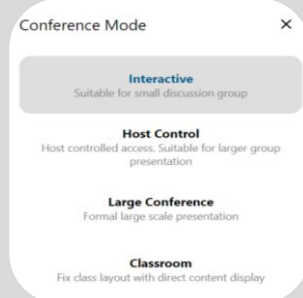 Conference Mode ×
Interactive
Suitable for small discussion group
Host Control
Host controlled access. Suitable for larger group
presentation
Large Conference
Formal large scale presentation
Classroom
Fix class layout with direct content display